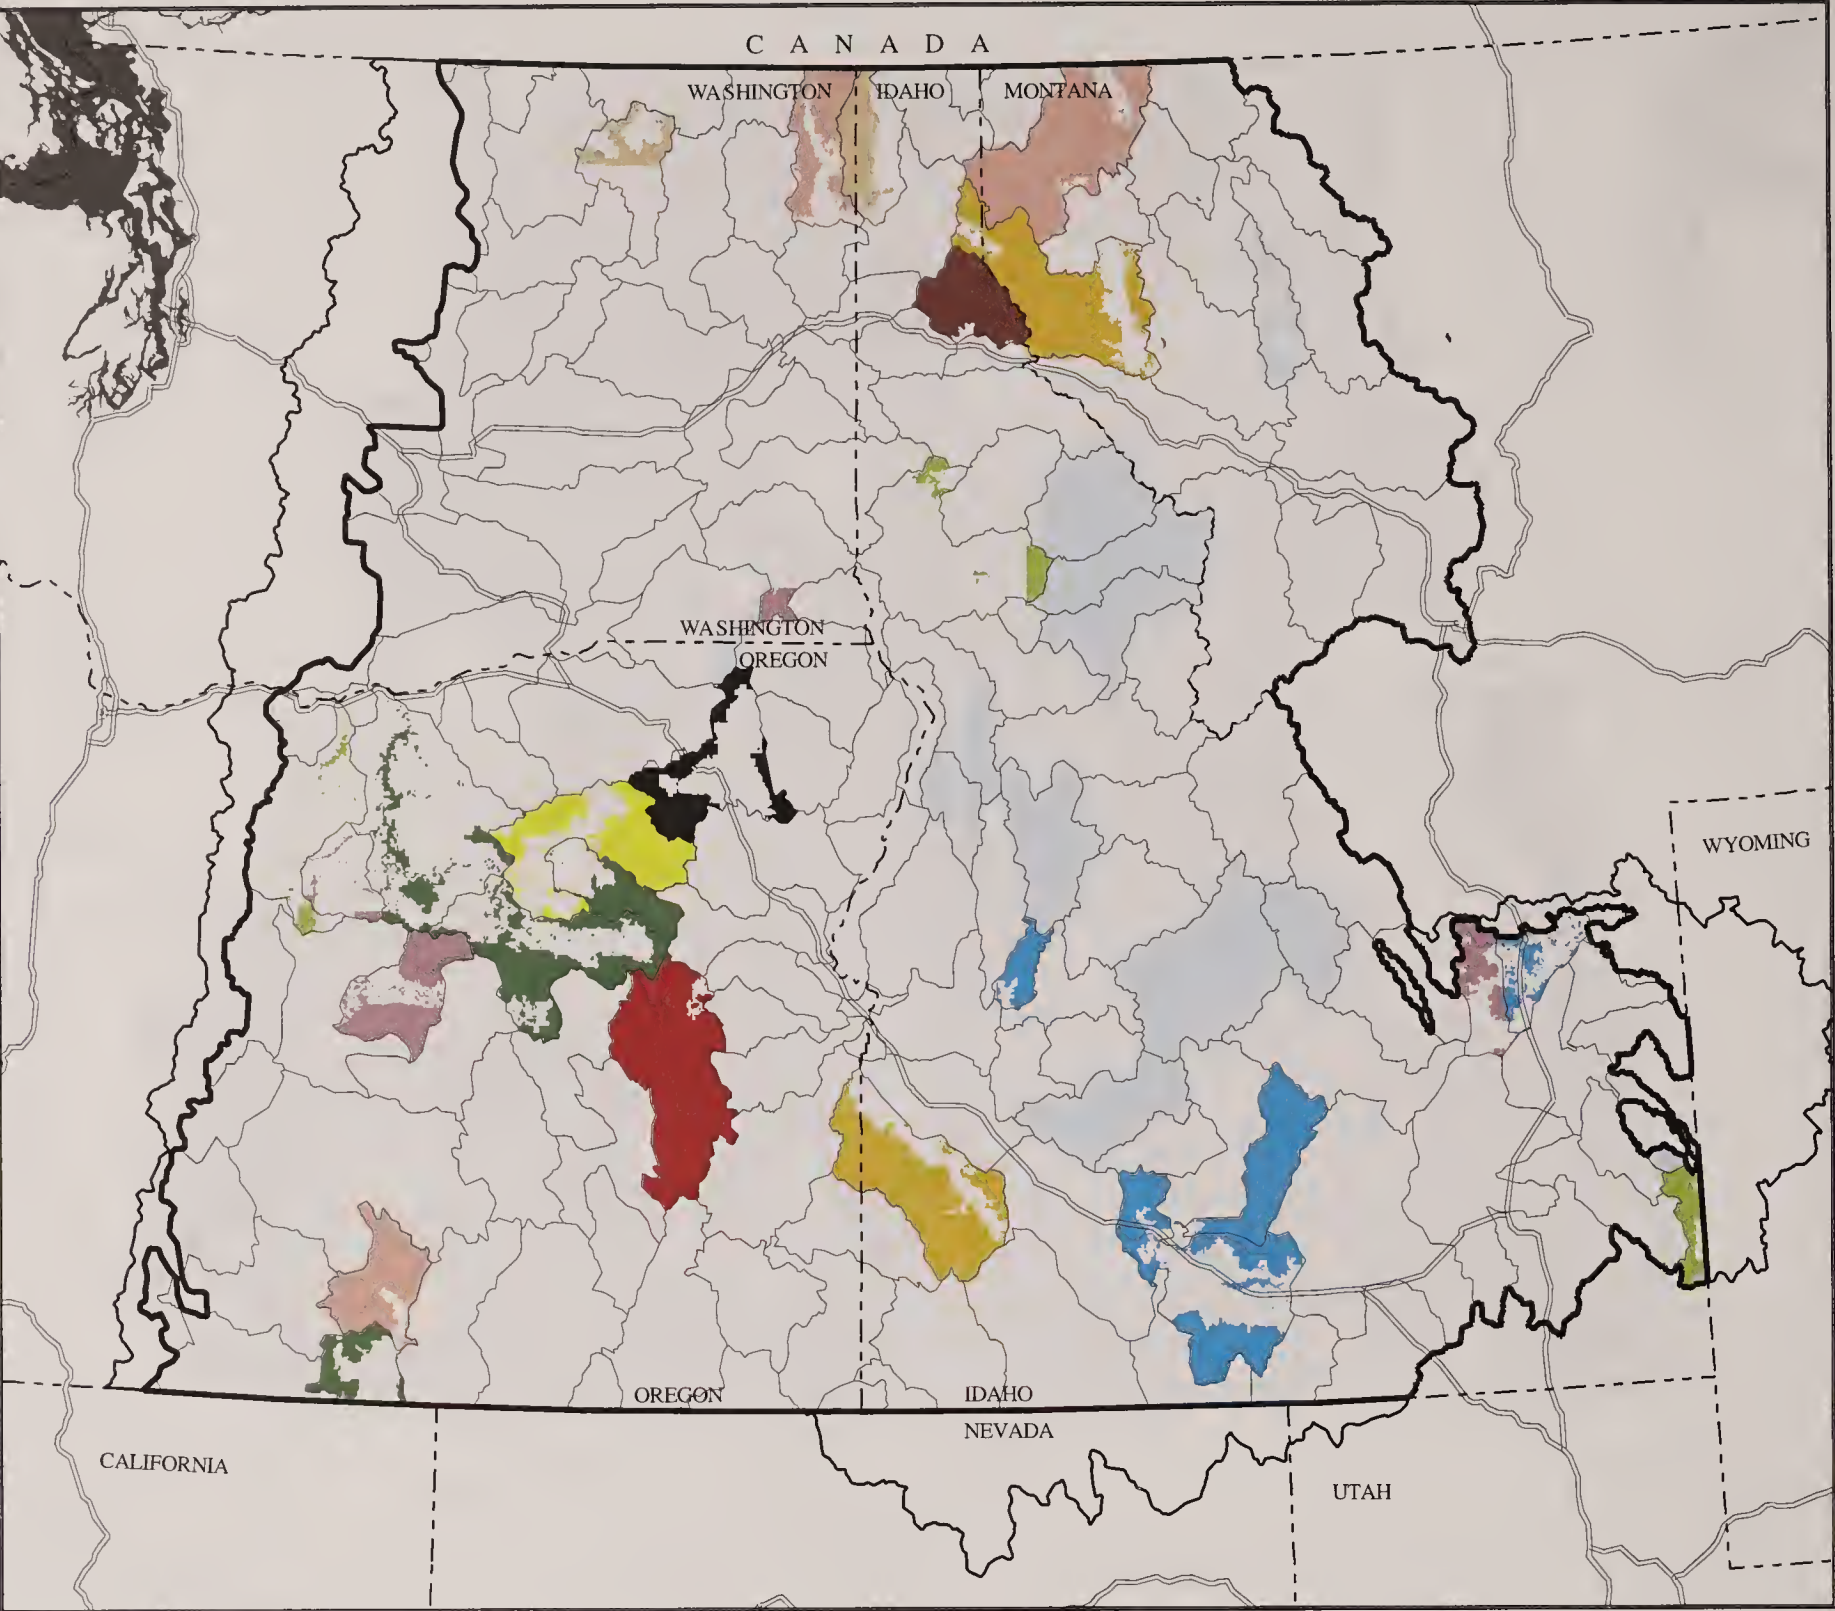 C A N A D A
WASHINGTON
IDAHO
MONTANA
WASHINGTON
OREGON
WYOMING
OREGON
IDAHO
NEVADA
CALIFORNIA
UTAH